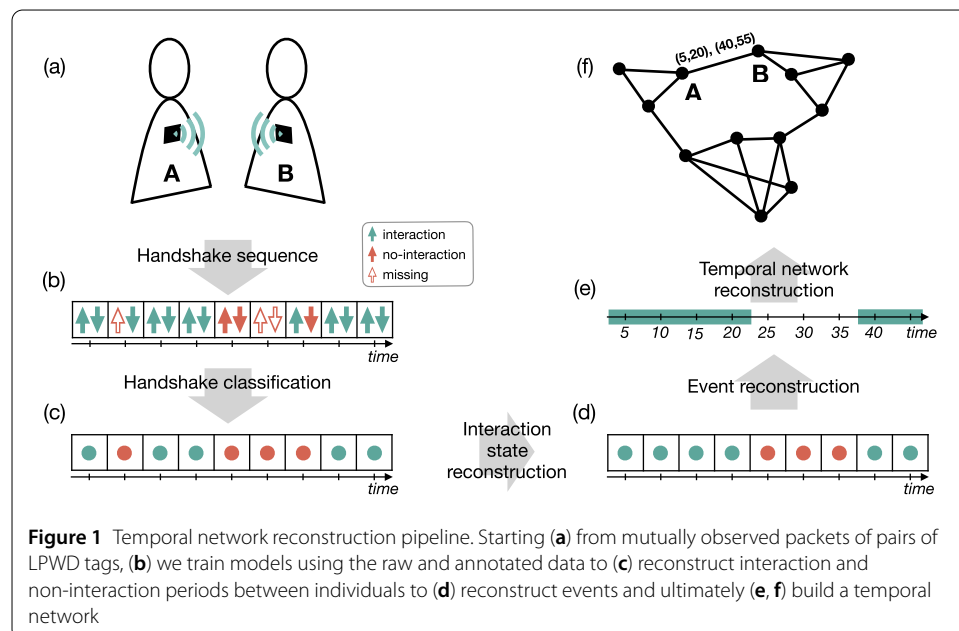 (a)
A
B
(f)
(5,20), (40,55)
A
B
interaction
no-interaction
missing
Handshake sequence
(b)
time
Handshake classification
(c)
time
Interaction
state
reconstruction
Temporal network
reconstruction
(e)
5 10 15 20 25 30 35 40 time
Event reconstruction
(d)
time
Figure 1 Temporal network reconstruction pipeline. Starting (a) from mutually observed packets of pairs of
LPWD tags, (b) we train models using the raw and annotated data to (c) reconstruct interaction and
non-interaction periods between individuals to (d) reconstruct events and ultimately (e, f) build a temporal
network